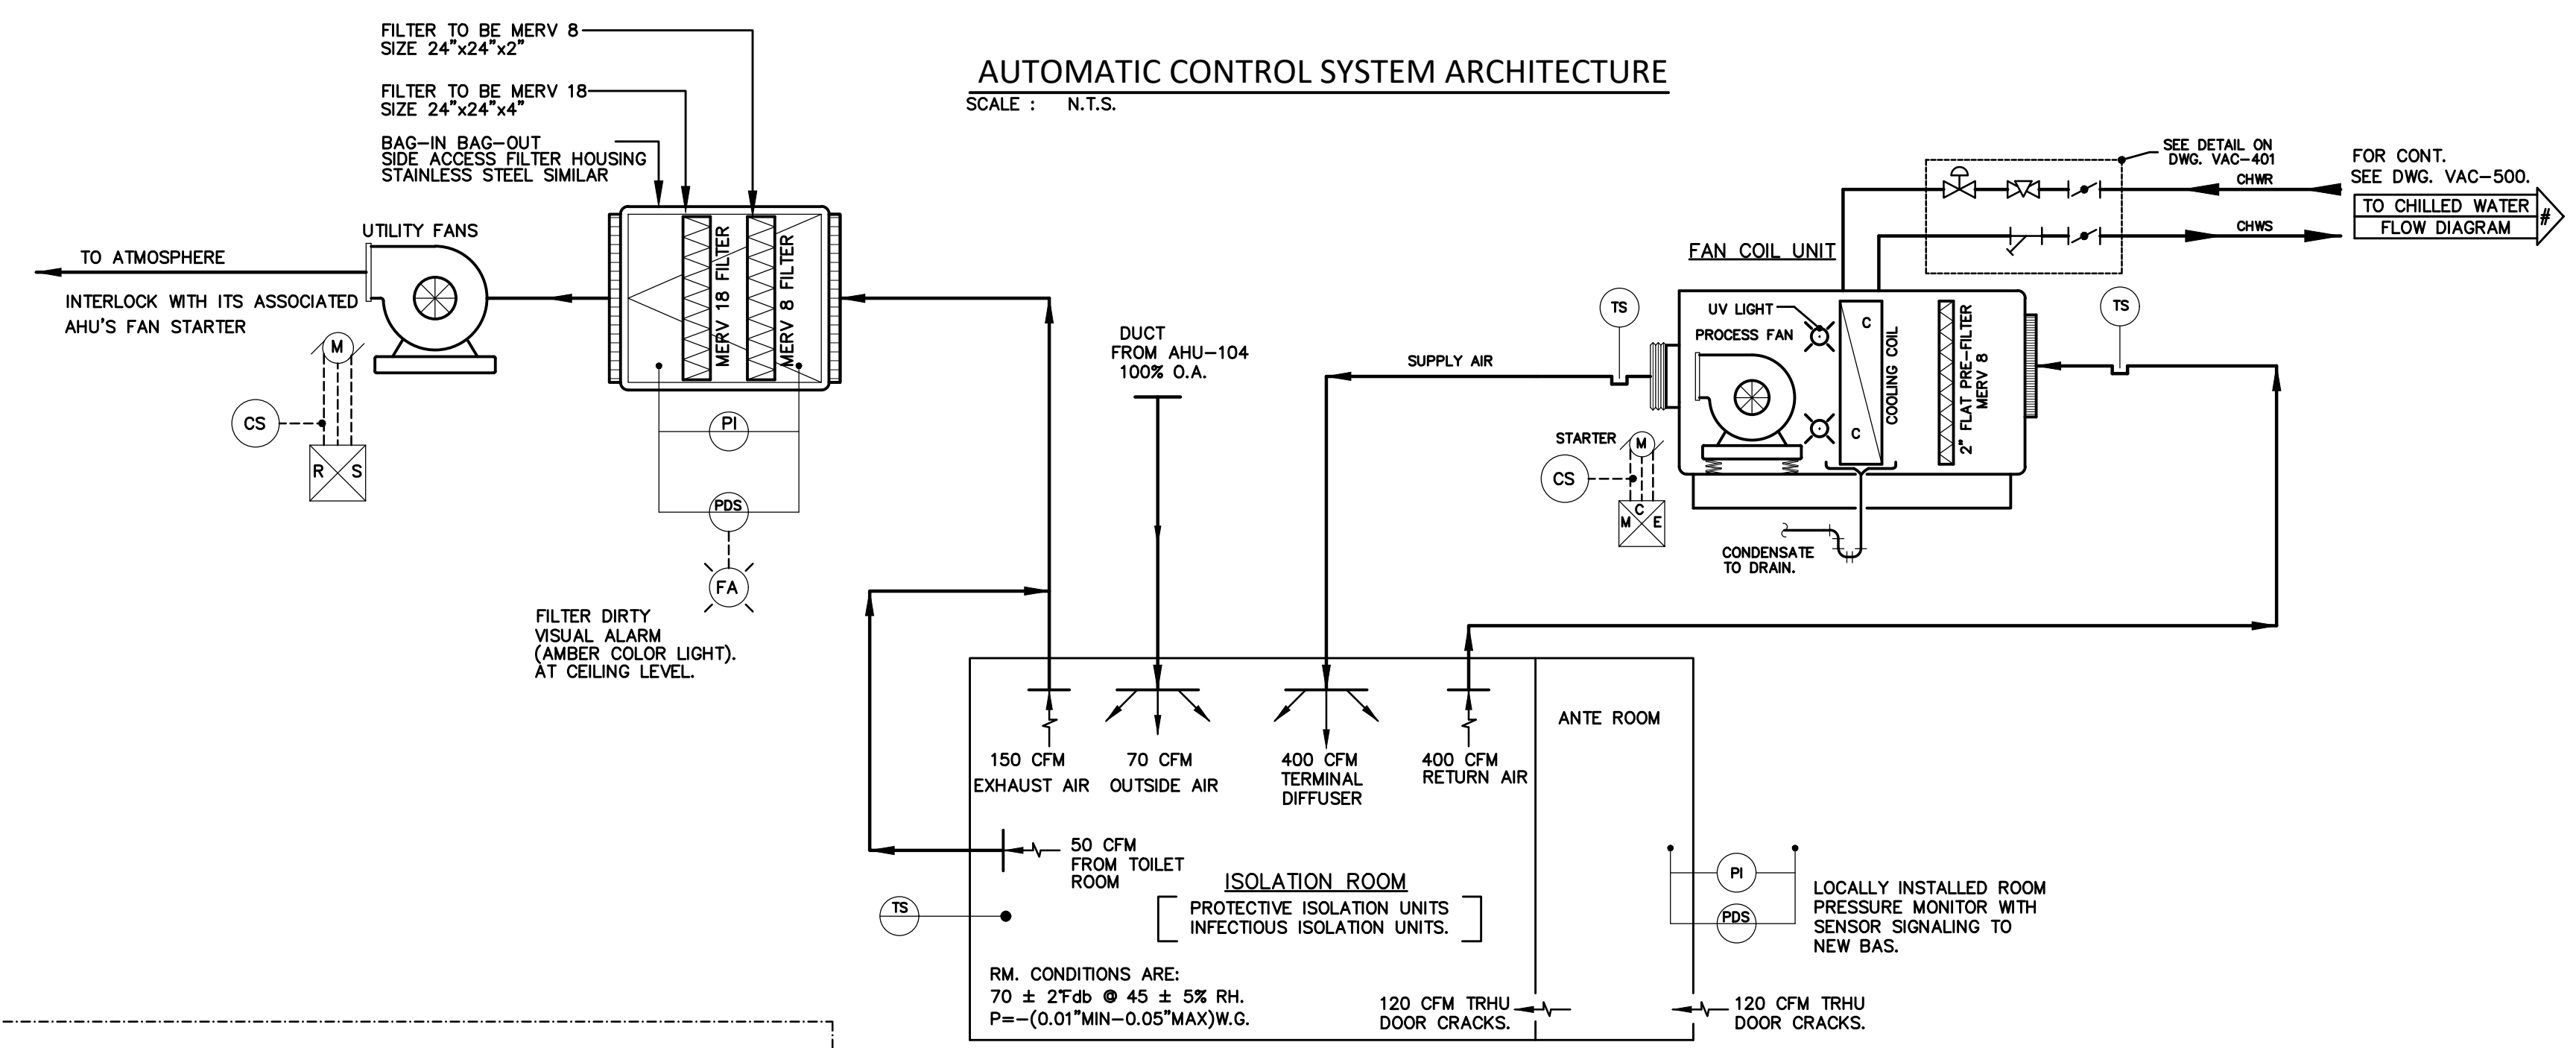 FILTER TO BE MERV 8
SIZE 24"x24"x2"
FILTER TO BE MERV 18
SIZE 24"x24"x4"
BAG-IN BAG-OUT
SIDE ACCESS FILTER HOUSING
STAINLESS STEEL SIMILAR
AUTOMATIC CONTROL SYSTEM ARCHITECTURE
SCALE : N.T.S.
UTILITY FANS
TO ATMOSPHERE
INTERLOCK WITH ITS ASSOCIATED
AHU'S FAN STARTER
M
CS
R S
MERV 18 FILTER
MERV 8 FILTER
PI
PDS
FA
FILTER DIRTY
VISUAL ALARM
(AMBER COLOR LIGHT).
AT CEILING LEVEL.
DUCT
FROM AHU-104
100% O.A.
SUPPLY AIR
SEE DETAIL ON
DWG. VAC-401
FOR CONT.
SEE DWG. VAC-500.
CHWR
TO CHILLED WATER
FLOW DIAGRAM
#
CHWS
FAN COIL UNIT
TS
TS
UV LIGHT
PROCESS FAN
C
C
COOLING COIL
2" FLAT PRE-FILTER
MERV 8
STARTER
M
CS
M C E
CONDENSATE
TO DRAIN.
ANTE ROOM
150 CFM
EXHAUST AIR
70 CFM
OUTSIDE AIR
400 CFM
TERMINAL
DIFFUSER
400 CFM
RETURN AIR
50 CFM
FROM TOILET
ROOM
TS
ISOLATION ROOM
PROTECTIVE ISOLATION UNITS
INFECTIOUS ISOLATION UNITS.
PI
PDS
LOCALLY INSTALLED ROOM
PRESSURE MONITOR WITH
SENSOR SIGNALING TO
NEW BAS.
RM. CONDITIONS ARE:
70 ± 2°Fdb @ 45 ± 5% RH.
P=-(0.01"MIN-0.05"MAX)W.G.
120 CFM TRHU
DOOR CRACKS.
120 CFM TRHU
DOOR CRACKS.